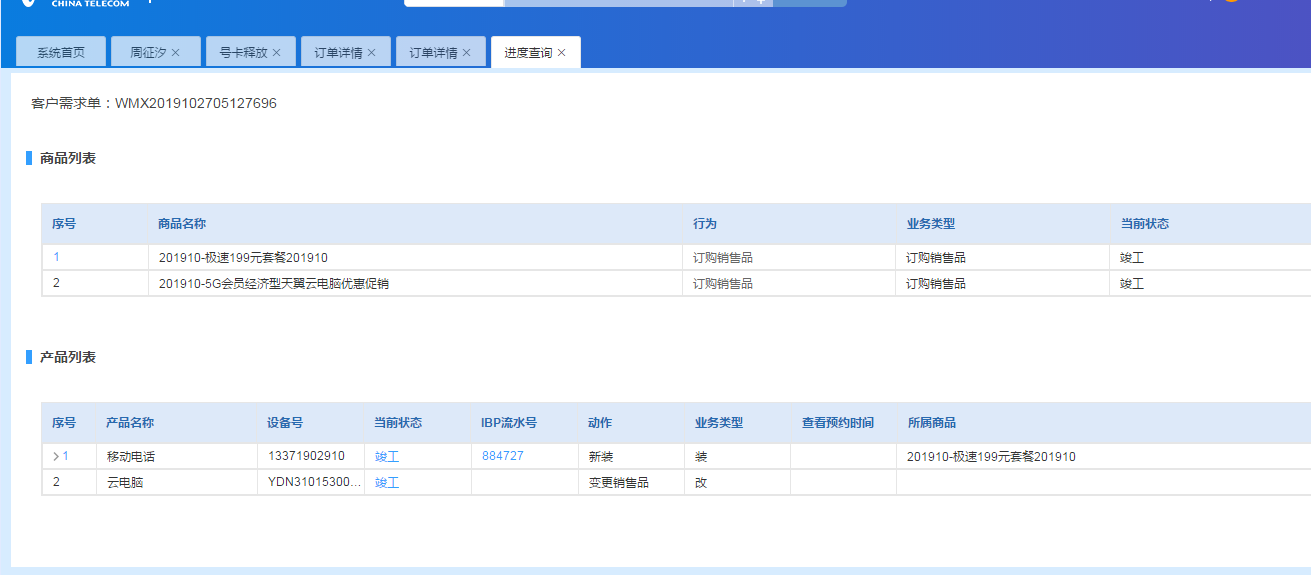 CHINA TELECOM
系统首页 周征汐 × 号卡释放 × 订单详情 × 订单详情 × 进度查询 ×
客户需求单：WMX2019102705127696
商品列表
序号 商品名称 行为 业务类型 当前状态
1 201910-极速199元套餐201910 订购销售品 订购销售品 竣工
2 201910-5G会员经济型天翼云电脑优惠促销 订购销售品 订购销售品 竣工
产品列表
序号 产品名称 设备号 当前状态 IBP流水号 动作 业务类型 查看预约时间 所属商品
>1 移动电话 13371902910 竣工 884727 新装 装 201910-极速199元套餐201910
2 云电脑 YDN31015300... 竣工 变更销售品 改